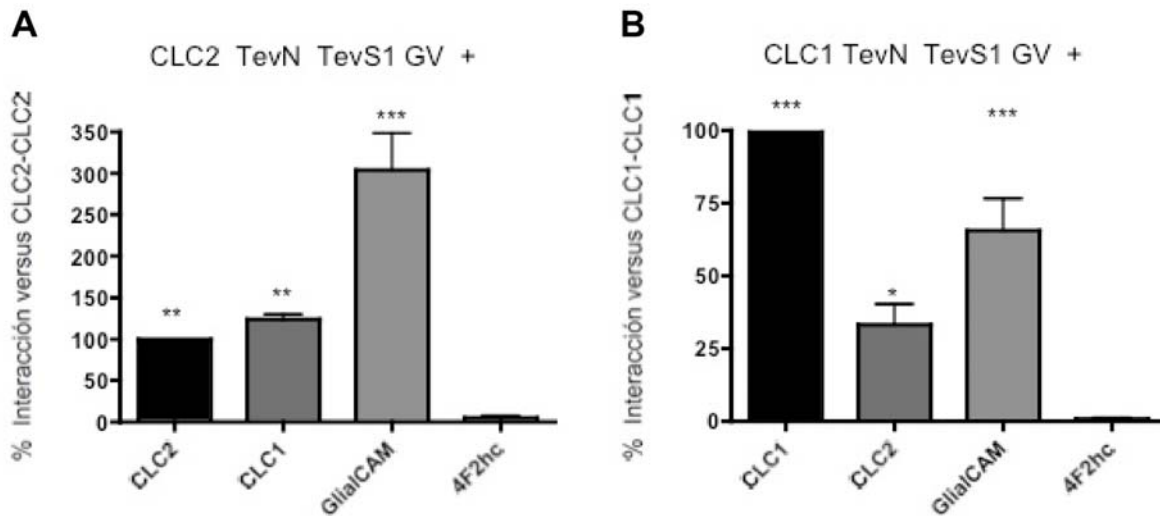 A
CLC2 TevN TevS1 GV +
% Interacción versus CLC2-CLC2
350
300
250
200
150
100
50
0
** ** ***
CLC2 CLC1 GlialCAM 4F2hc
B
CLC1 TevN TevS1 GV +
% Interacción versus CLC1-CLC1
100
75
50
25
0
*** * ***
CLC1 CLC2 GlialCAM 4F2hc